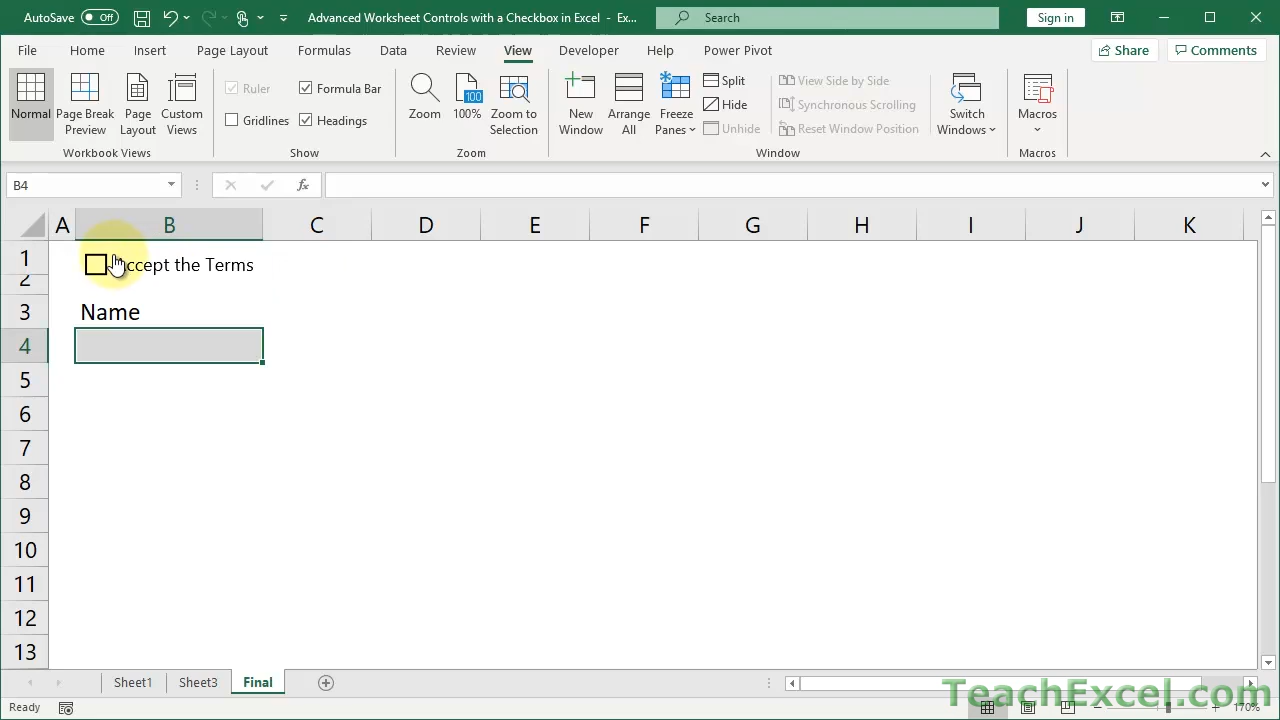 AutoSave Off Advanced Worksheet Controls with a Checkbox in Excel - Ex... Search Sign in
File Home Insert Page Layout Formulas Data Review View Developer Help Power Pivot Share Comments
Normal Page Break Preview Page Layout Custom Views
Workbook Views
Ruler Formula Bar
Gridlines Headings
Show
Zoom 100% Zoom to Selection
100
Zoom
New Window Arrange All Freeze Panes
Split
Hide
Unhide
View Side by Side
Synchronous Scrolling
Reset Window Position
Switch Windows
Window
Macros
Macros
B4 fx
A B C D E F G H I J K
1 ccept the Terms
2
3 Name
4
5
6
7
8
9
10
11
12
13
Sheet1 Sheet3 Final
TeachExcel.com
Ready 170%